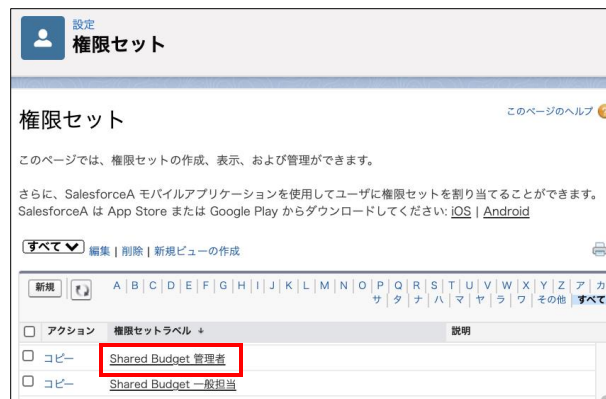 設定
権限セット
権限セット
このページのヘルプ
このページでは、権限セットの作成、表示、および管理ができます。
さらに、SalesforceA モバイルアプリケーションを使用してユーザに権限セットを割り当てることができます。
SalesforceA は App Store または Google Play からダウンロードしてください: iOS | Android
すべて 編集 | 削除 | 新規ビューの作成
新規 A | B | C | D | E | F | G | H | I | J | K | L | M | N | O | P | Q | R | S | T | U | V | W | X | Y | Z | ア | カ
サ | タ | ナ | ハ | マ | ヤ | ラ | ワ | その他 | すべて
アクション 権限セットラベル ↓ 説明
コピー Shared Budget 管理者
コピー Shared Budget 一般担当